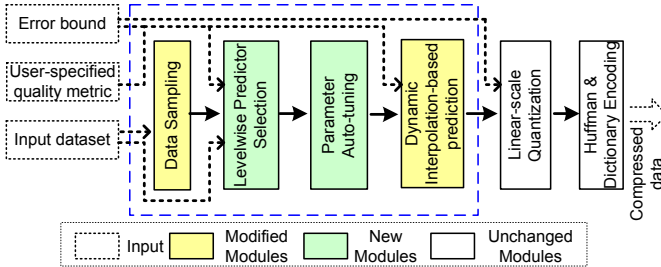 Error bound
User-specified
quality metric
Input dataset
Data Sampling
Levelwise Predictor
Selection
Parameter
Auto-tuning
Dynamic
Interpolation-based
prediction
Linear-scale
Quantization
Huffman &
Dictionary Encoding
Compressed
data
Input
Modified
Modules
New
Modules
Unchanged
Modules